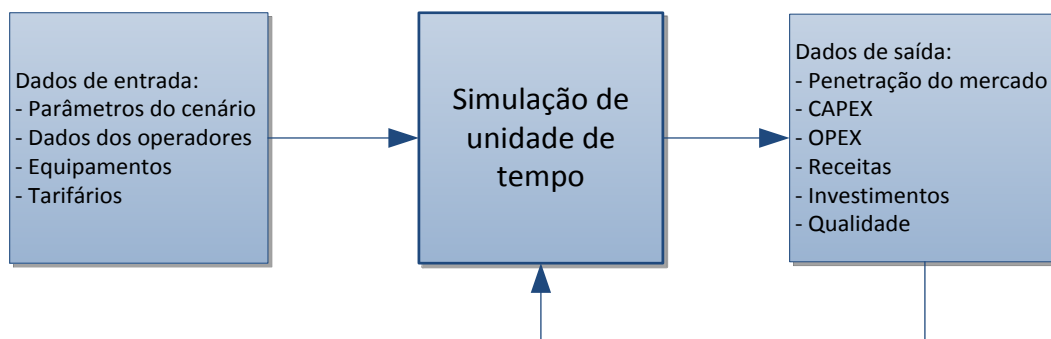 Dados de entrada:
- Parâmetros do cenário
- Dados dos operadores
- Equipamentos
- Tarifários
Simulação de
unidade de
tempo
Dados de saída:
- Penetração do mercado
- CAPEX
- OPEX
- Receitas
- Investimentos
- Qualidade